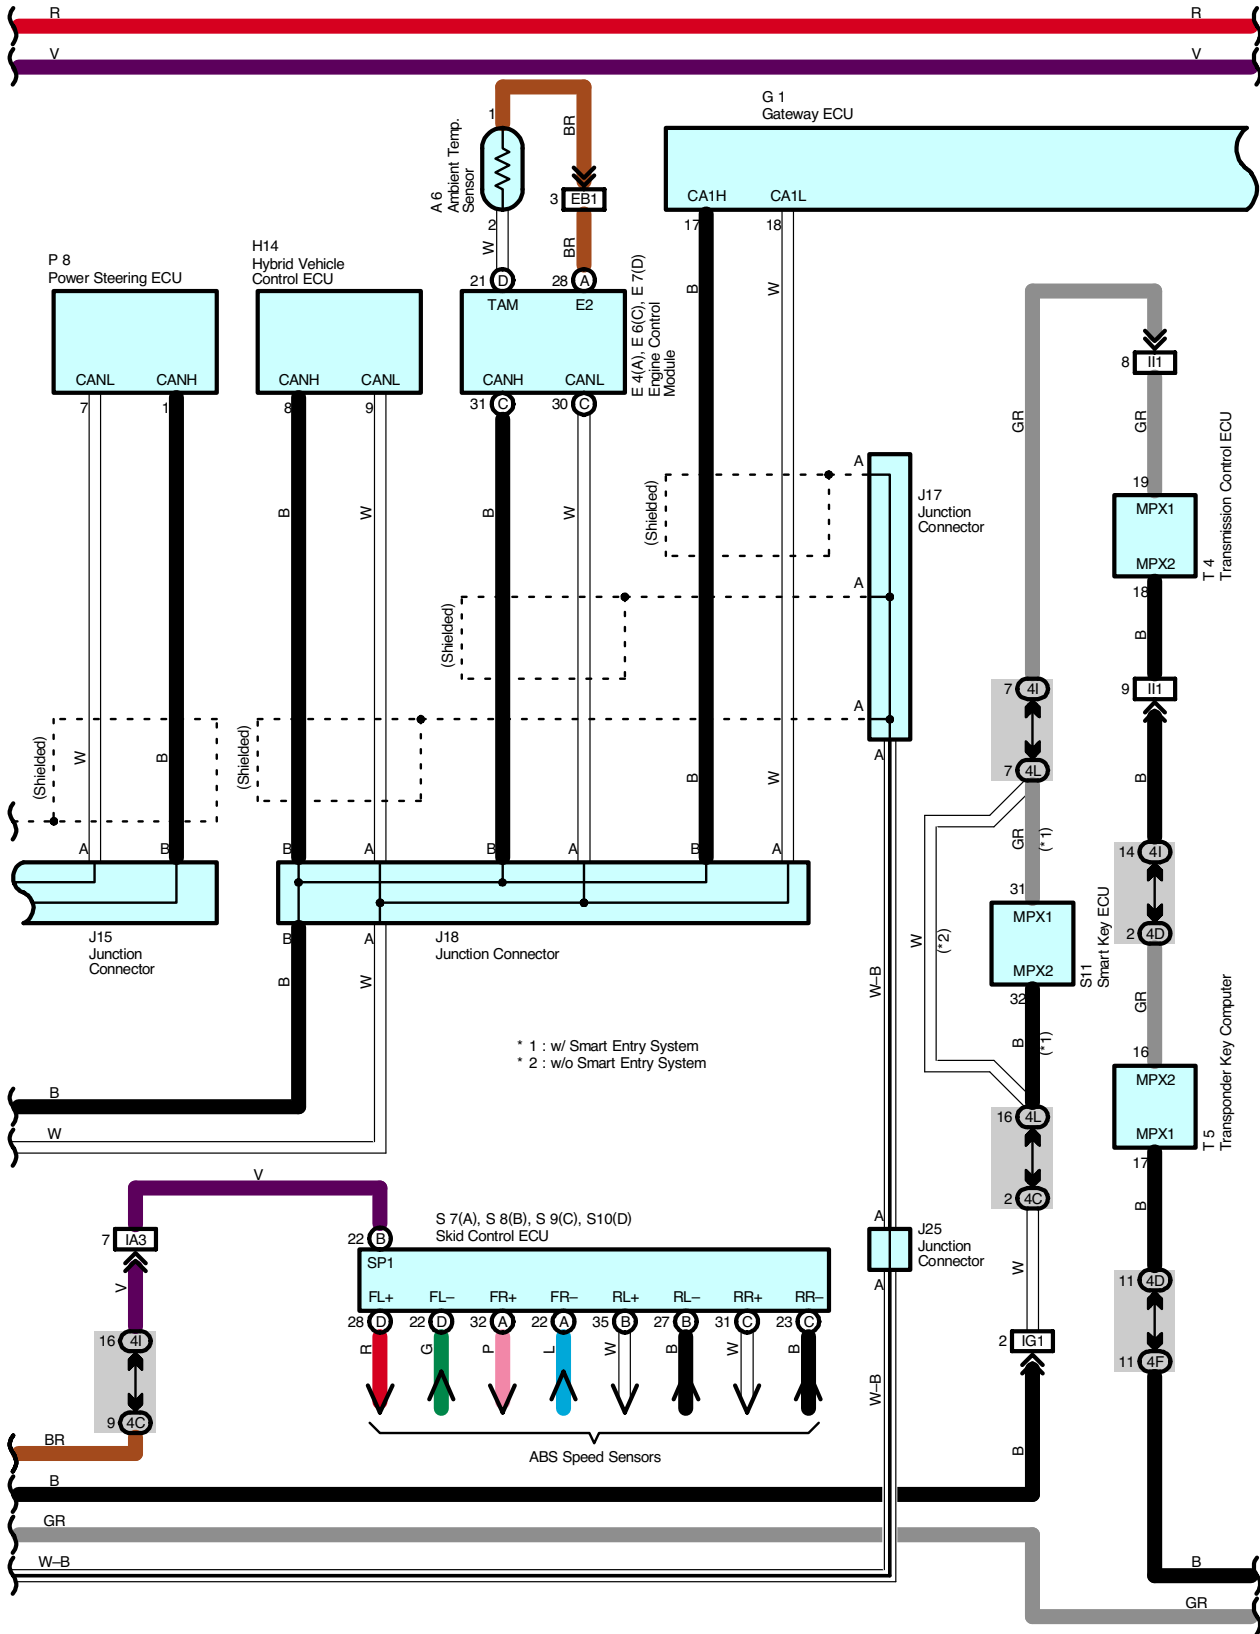 R
R
V
V
G 1
Gateway ECU
CA1H
CA1L
17
18
B
W
A 6
Ambient Temp.
Sensor
1
2
W
BR
3
EB1
BR
P 8
Power Steering ECU
CANL
CANH
7
1
H14
Hybrid Vehicle
Control ECU
CANH
CANL
8
9
21
D
28
A
TAM
E2
CANH
CANL
31
C
30
C
E 4(A), E 6(C), E 7(D)
Engine Control
Module
B
W
B
W
(Shielded)
(Shielded)
(Shielded)
(Shielded)
W
B
B
W
A
A
A
A
J17
Junction
Connector
GR
8
II1
GR
19
MPX1
MPX2
18
T 4
Transmission Control ECU
B
9
II1
B
7
4I
7
4L
GR
(*1)
31
MPX1
MPX2
32
S11
Smart Key ECU
B
(*1)
W
(*2)
16
4L
2
4C
W
2
IG1
B
14
4I
2
4D
GR
16
MPX2
MPX1
17
T 5
Transponder Key Computer
B
11
4D
11
4F
A
B
B
A
B
A
B
A
J15
Junction
Connector
B
A
J18
Junction Connector
B
W
W–B
* 1 : w/ Smart Entry System
* 2 : w/o Smart Entry System
B
W
V
7
IA3
V
16
4I
9
4C
BR
S 7(A), S 8(B), S 9(C), S10(D)
Skid Control ECU
22
B
SP1
FL+
FL–
FR+
FR–
RL+
RL–
RR+
RR–
28
D
22
D
32
A
22
A
35
B
27
B
31
C
23
C
R
G
P
L
W
B
W
B
ABS Speed Sensors
A
J25
Junction
Connector
A
W–B
B
GR
W–B
B
GR